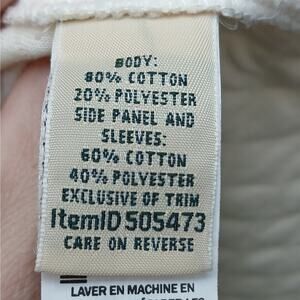 BODY:
80% COTTON
20% POLYESTER
SIDE PANEL AND
SLEEVES:
60% COTTON
40% POLYESTER
EXCLUSIVE OF TRIM
ItemID 505473
CARE ON REVERSE
LAVER EN MACHINE EN